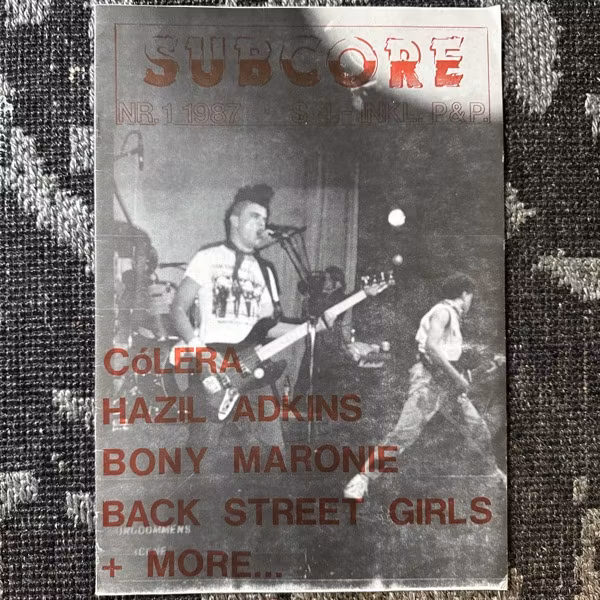 SUBCORE
NR.1 1987 INKL. P&P.
CóLERA
HAZIL ADKINS
BONY MARONIE
BACK STREET GIRLS
+ MORE...